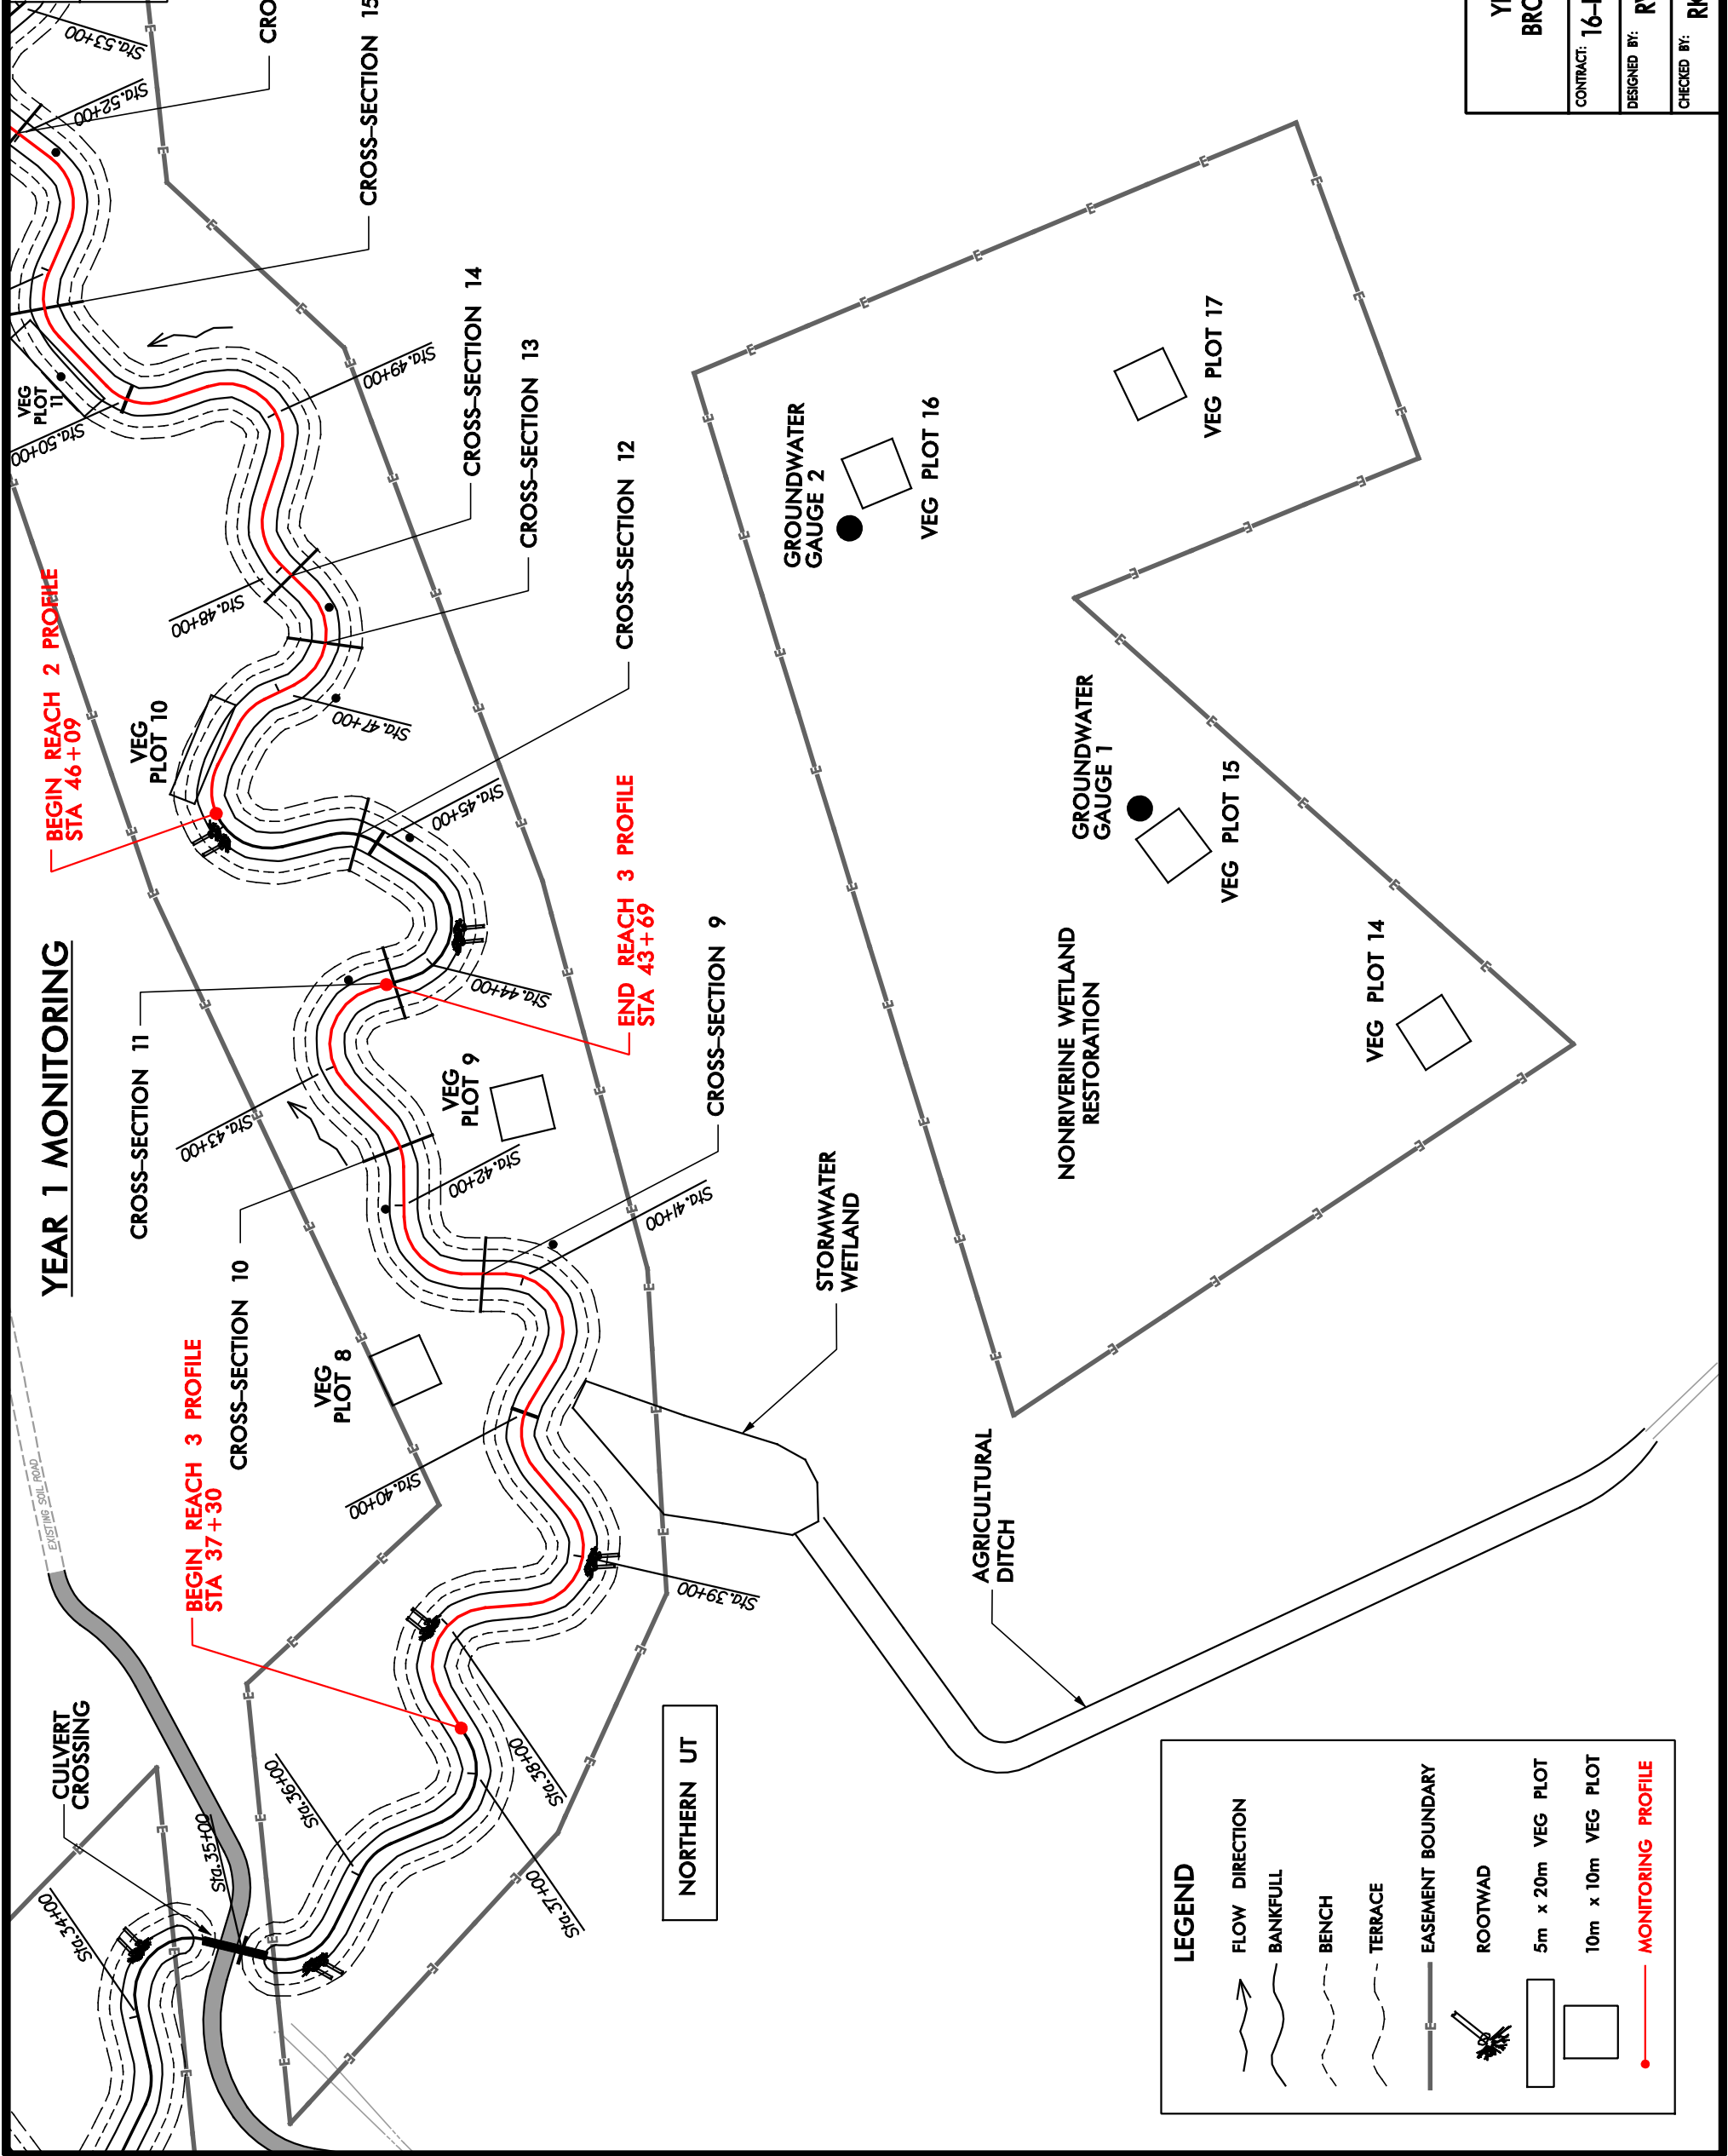 YEAR 1 MONITORING
EXISTING SOIL ROAD
CULVERT
CROSSING
Sta.34+00
Sta.35+00
Sta.36+00
Sta.37+00
Sta.38+00
Sta.39+00
Sta.40+00
Sta.41+00
Sta.42+00
Sta.43+00
Sta.44+00
Sta.45+00
Sta.47+00
Sta.48+00
Sta.49+00
Sta.50+00
Sta.52+00
Sta.53+00
BEGIN REACH 3 PROFILE
STA 37+30
END REACH 3 PROFILE
STA 43+69
BEGIN REACH 2 PROFILE
STA 46+09
CROSS-SECTION 9
CROSS-SECTION 10
CROSS-SECTION 11
CROSS-SECTION 12
CROSS-SECTION 13
CROSS-SECTION 14
CROSS-SECTION 15
CRO
VEG
PLOT 8
VEG
PLOT 9
VEG
PLOT 10
VEG
PLOT
11
NORTHERN UT
STORMWATER
WETLAND
AGRICULTURAL
DITCH
NONRIVERINE WETLAND
RESTORATION
GROUNDWATER
GAUGE 1
GROUNDWATER
GAUGE 2
VEG PLOT 14
VEG PLOT 15
VEG PLOT 16
VEG PLOT 17
LEGEND
FLOW DIRECTION
BANKFULL
BENCH
TERRACE
EASEMENT BOUNDARY
ROOTWAD
5m x 20m VEG PLOT
10m x 10m VEG PLOT
MONITORING PROFILE
BRO
CONTRACT: 16-
DESIGNED BY:
CHECKED BY: RK